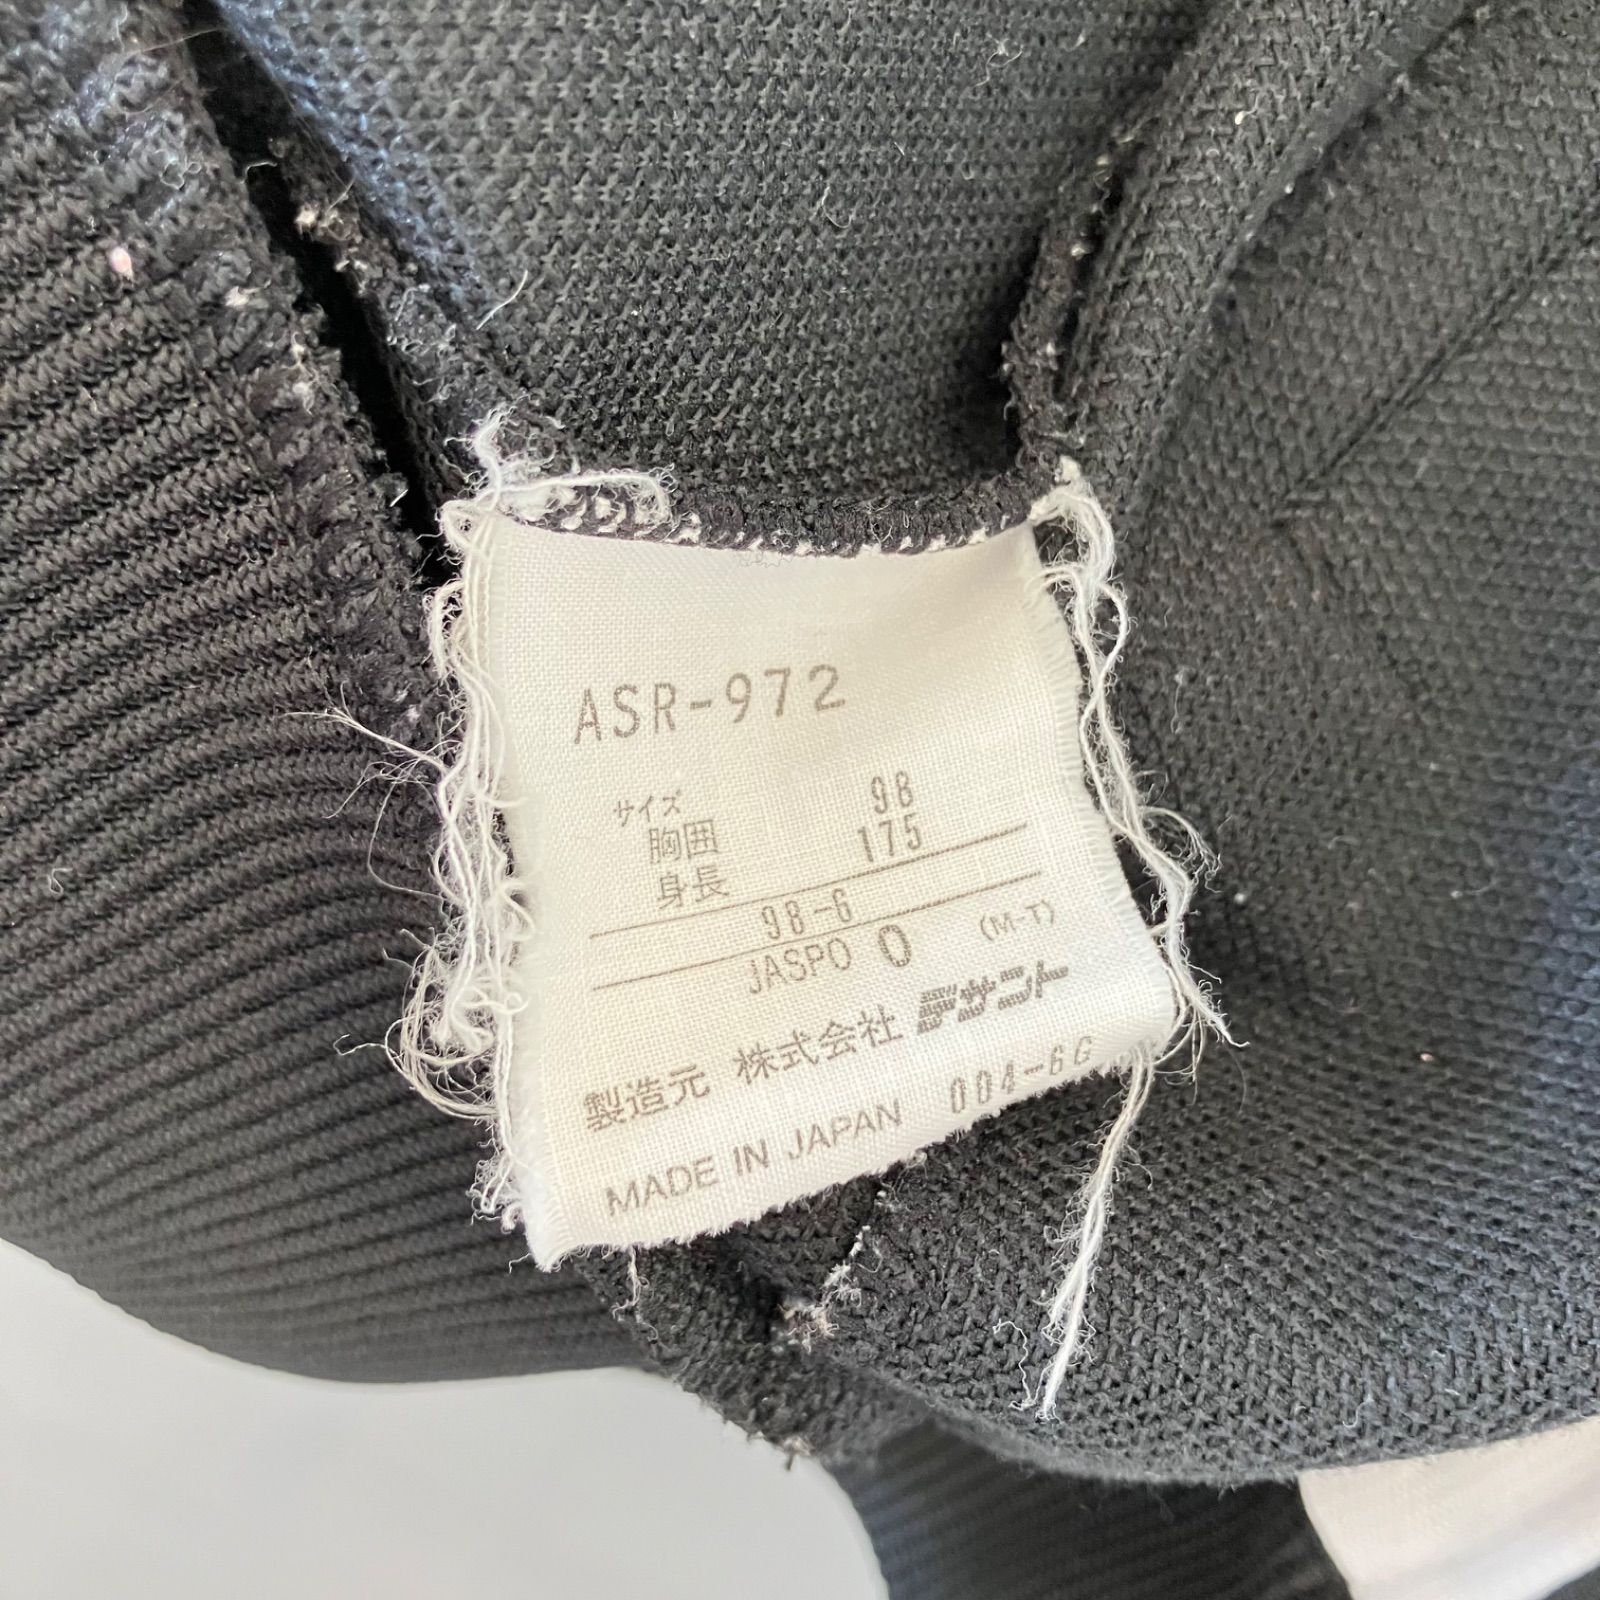 ASR-972
サイズ
胸囲 98
身長 175
98-6
JASPO O (M-T)
製造元 株式会社 デサント
MADE IN JAPAN 004-6G